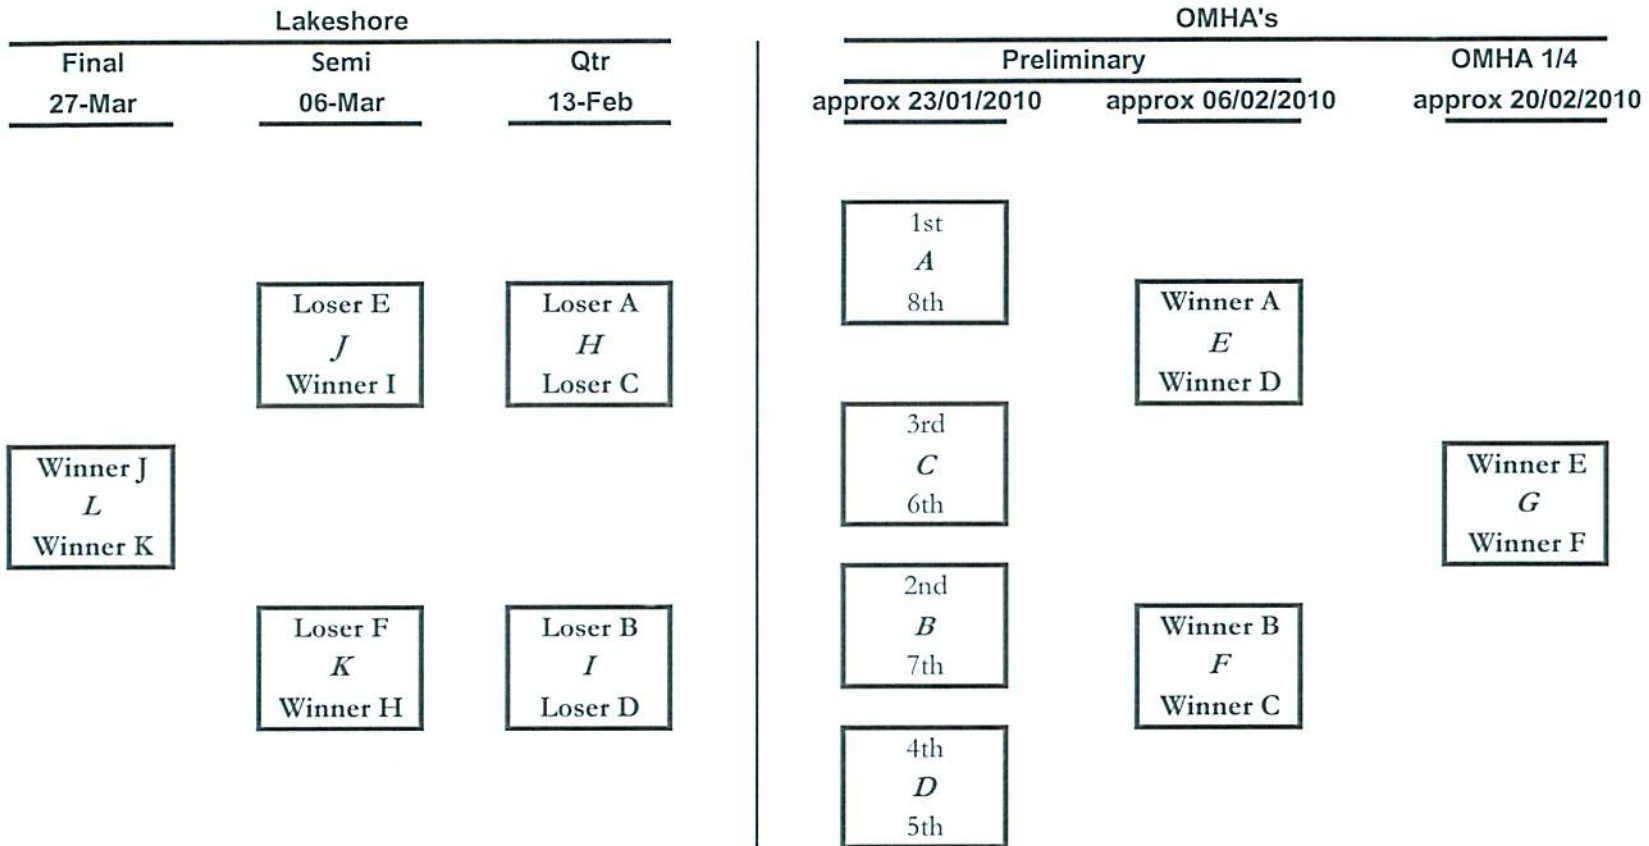 Lakeshore
Final Semi Qtr
27-Mar 06-Mar 13-Feb
Loser E
J
Winner I
Loser A
H
Loser C
Winner J
L
Winner K
Loser F
K
Winner H
Loser B
I
Loser D
OMHA's
Preliminary OMHA 1/4
approx 23/01/2010 approx 06/02/2010 approx 20/02/2010
1st
A
8th
Winner A
E
Winner D
3rd
C
6th
Winner E
G
Winner F
2nd
B
7th
Winner B
F
Winner C
4th
D
5th